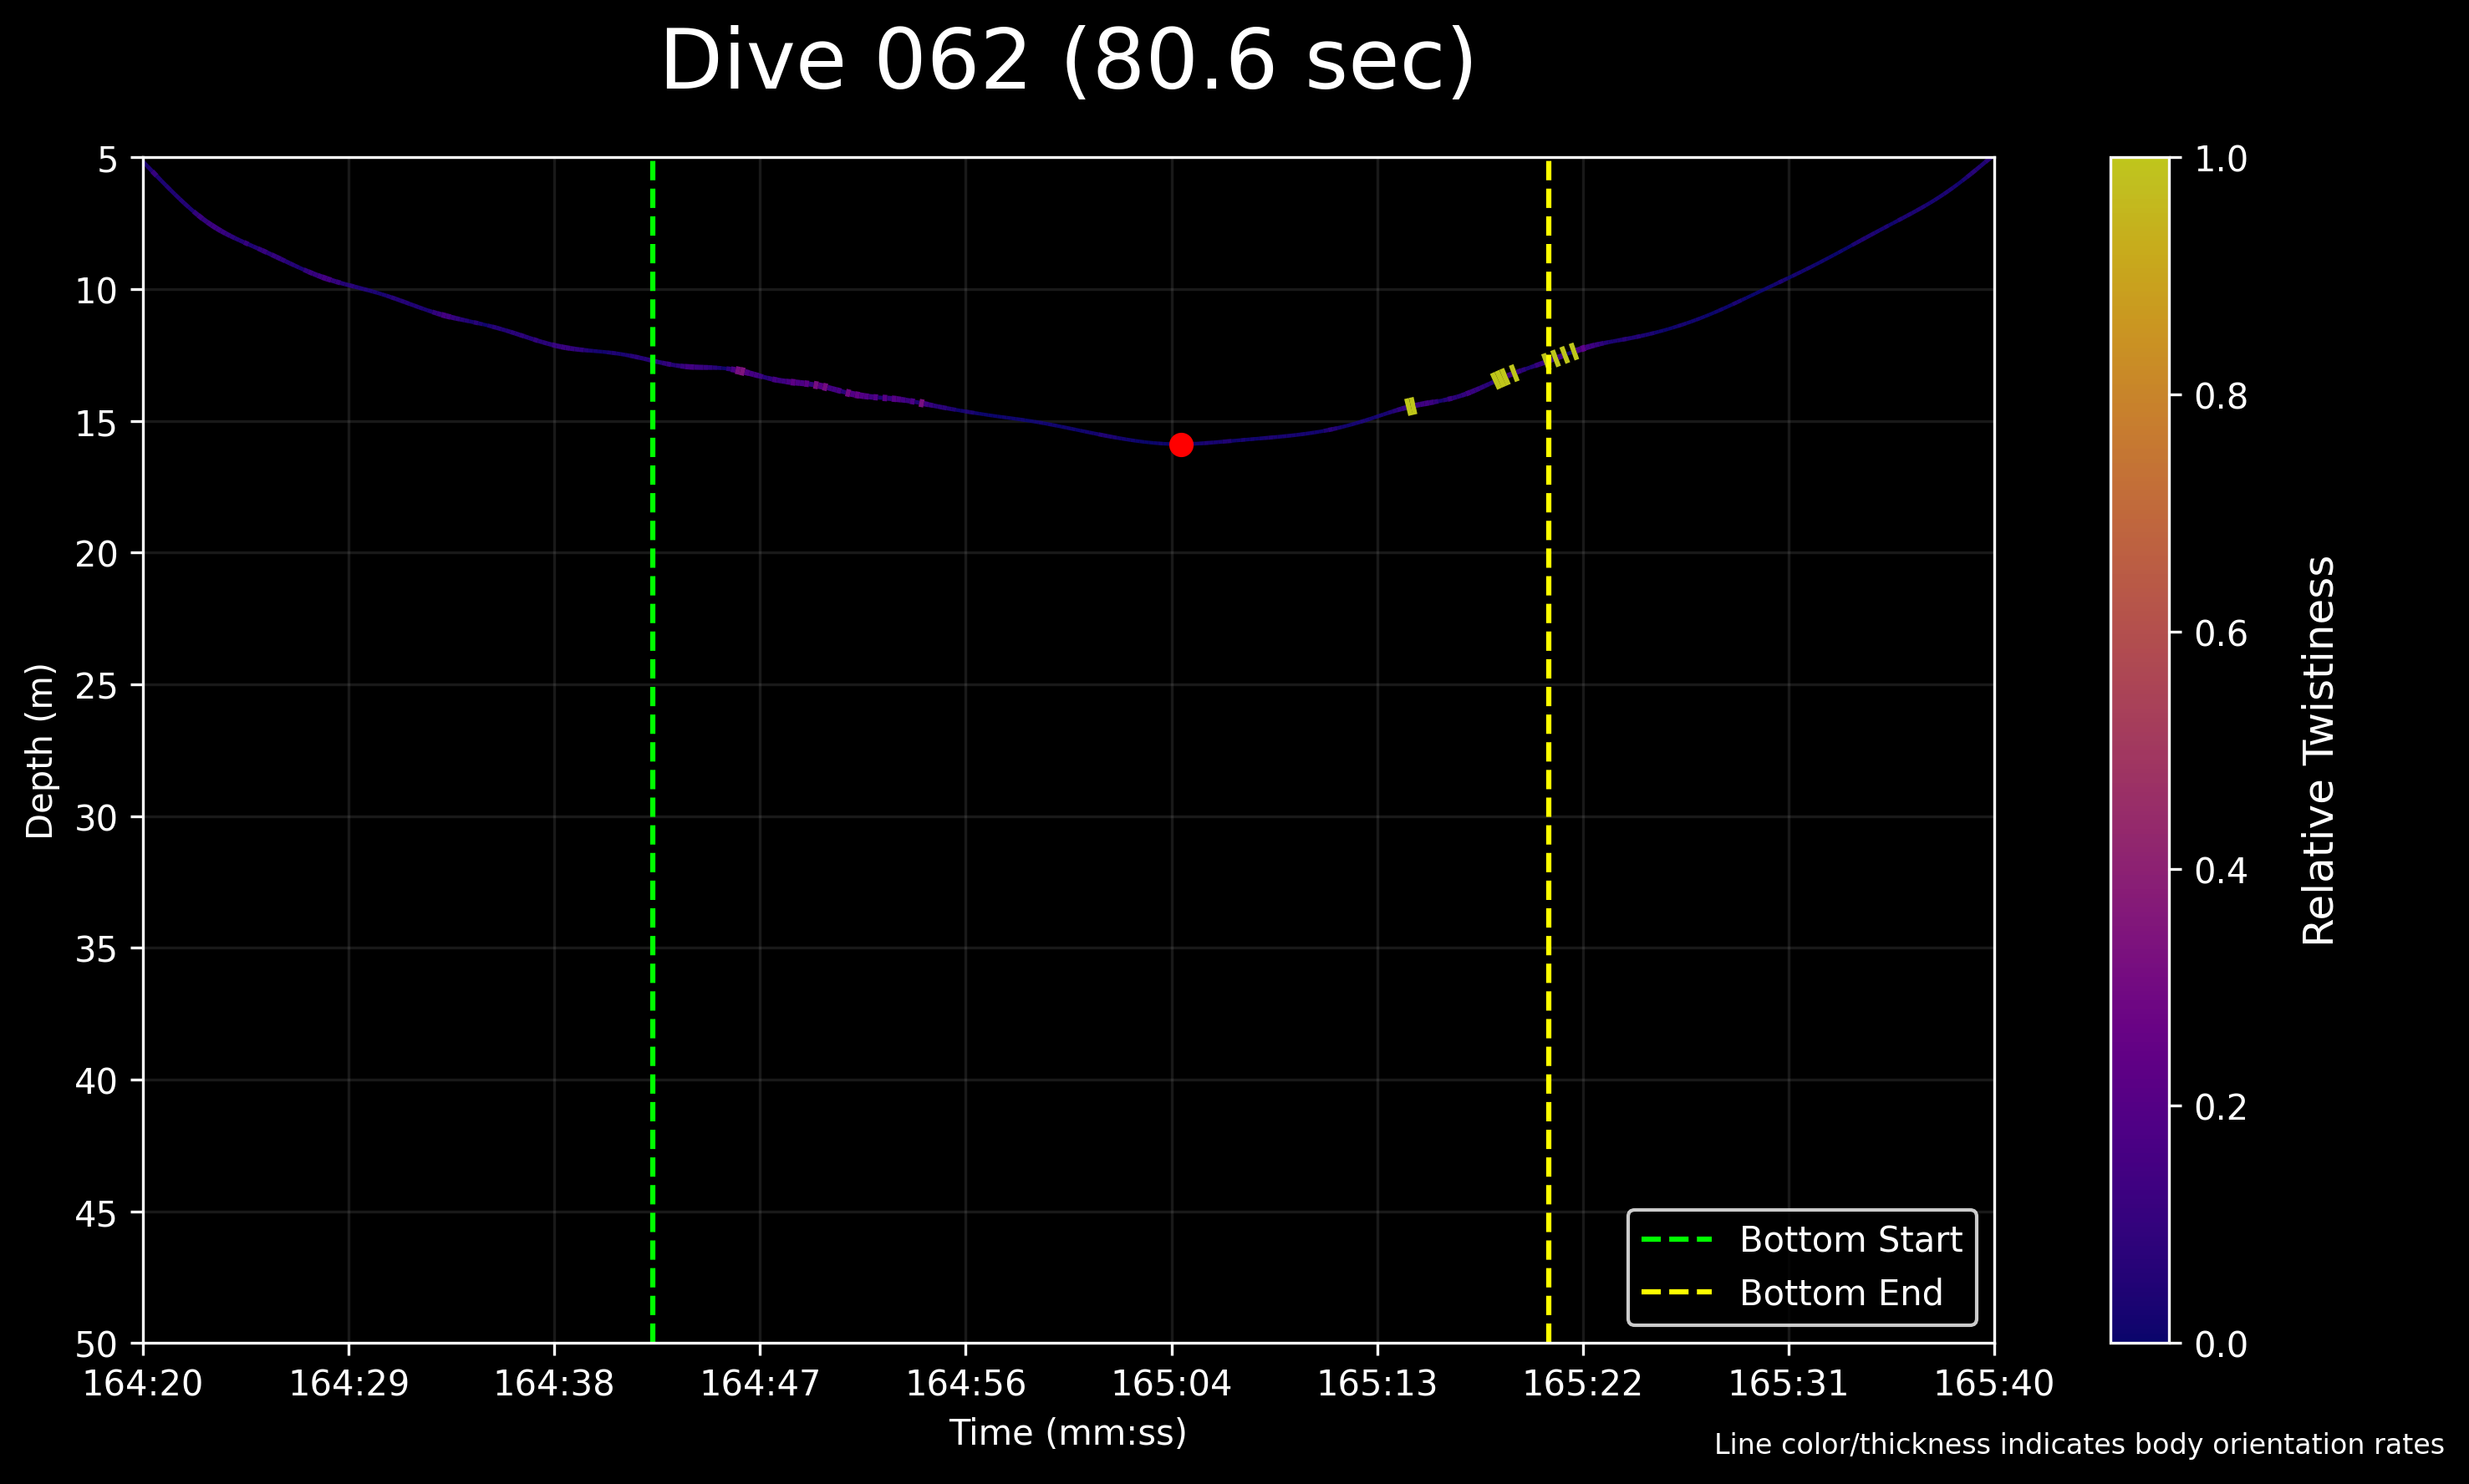 Dive 062 (80.6 sec)
5
10
15
20
25
30
35
40
45
50
Depth (m)
164:20 164:29 164:38 164:47 164:56 165:04 165:13 165:22 165:31 165:40
Time (mm:ss)
Bottom Start
Bottom End
1.0
0.8
0.6
0.4
0.2
0.0
Relative Twistiness
Line color/thickness indicates body orientation rates